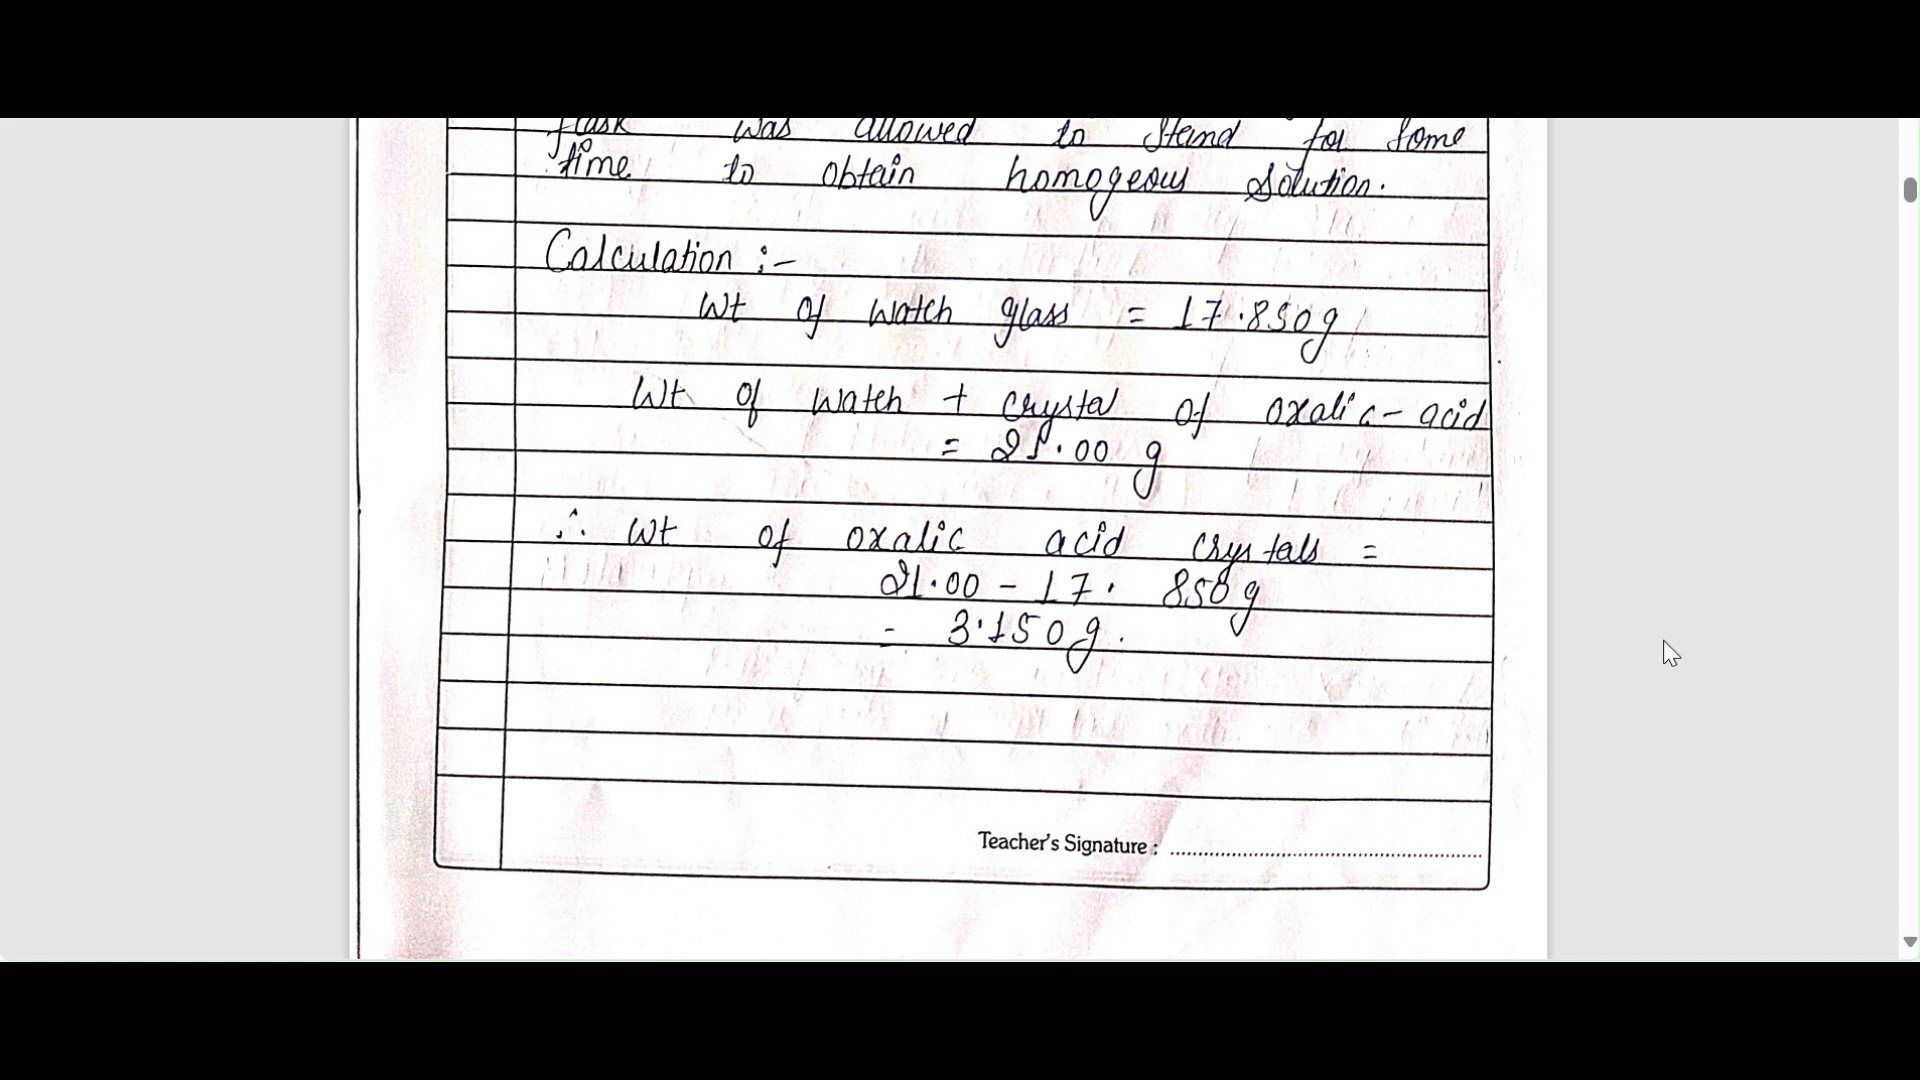 flask was allowed to stand for some
time to obtain homogeous solution.
Calculation :-
Wt of watch glass = 17.850g
Wt of watch + crystal of oxalic-acid
= 21.00 g
∴ Wt of oxalic acid crystals =
21.00 - 17. 850g
= 3.150g.
Teacher's Signature : ........................................................